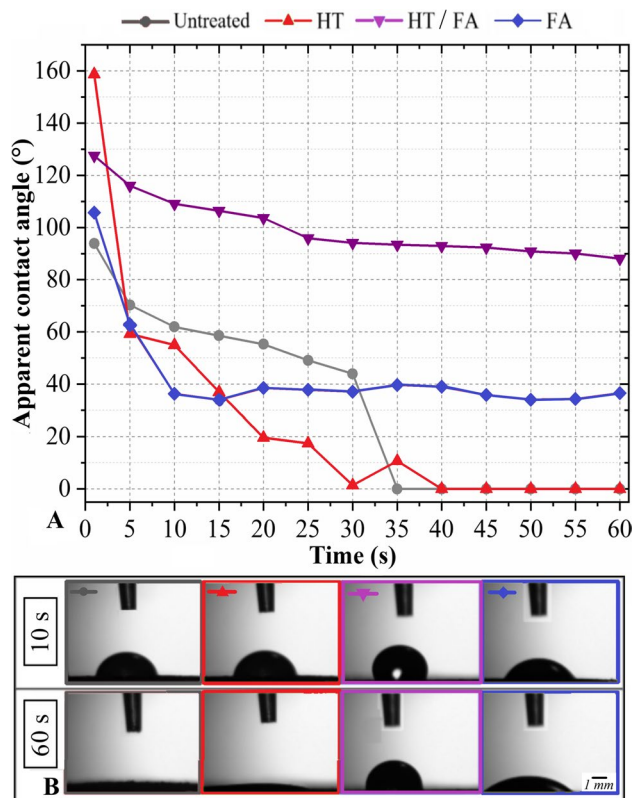 Untreated HT HT / FA FA
160
140
120
100
80
60
40
20
0
Apparent contact angle (°)
0 5 10 15 20 25 30 35 40 45 50 55 60
A
Time (s)
10 s
60 s
B
1 mm